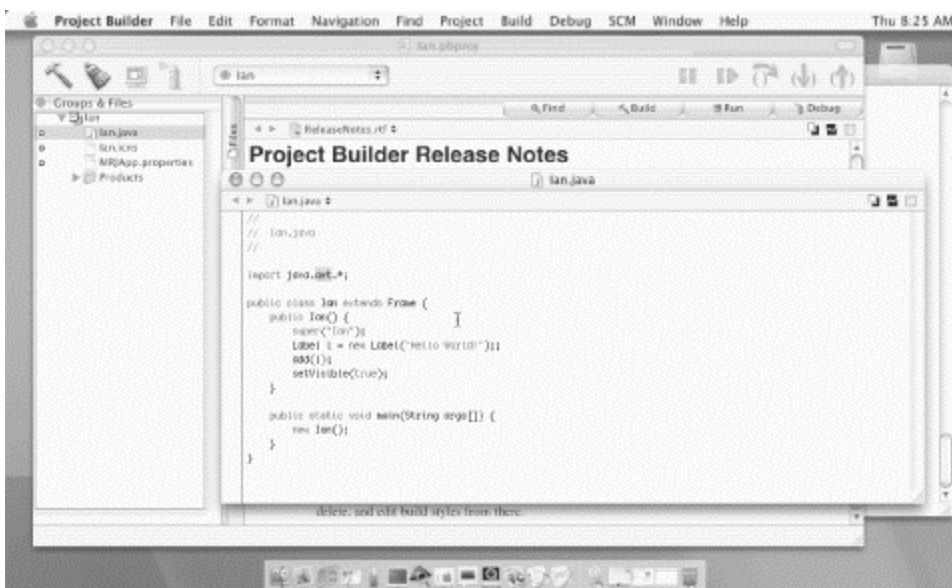 Project Builder File Edit Format Navigation Find Project Build Debug SCM Window Help Thu 8:25 AM
Ian.pbproj
Ian
Groups & Files
Find Build Run Debug
Ian
Ian.java
Ian.icns
MRJApp.properties
Products
Files
ReleaseNotes.rtf
Project Builder Release Notes
Ian.java
Ian.java
//
// Ian.java
//
import java.awt.*;
public class Ian extends Frame {
public Ian() {
super("Ian");
Label l = new Label("Hello World!");
add(l);
setVisible(true);
}
public static void main(String args[]) {
new Ian();
}
}
delete, and edit build styles from there.